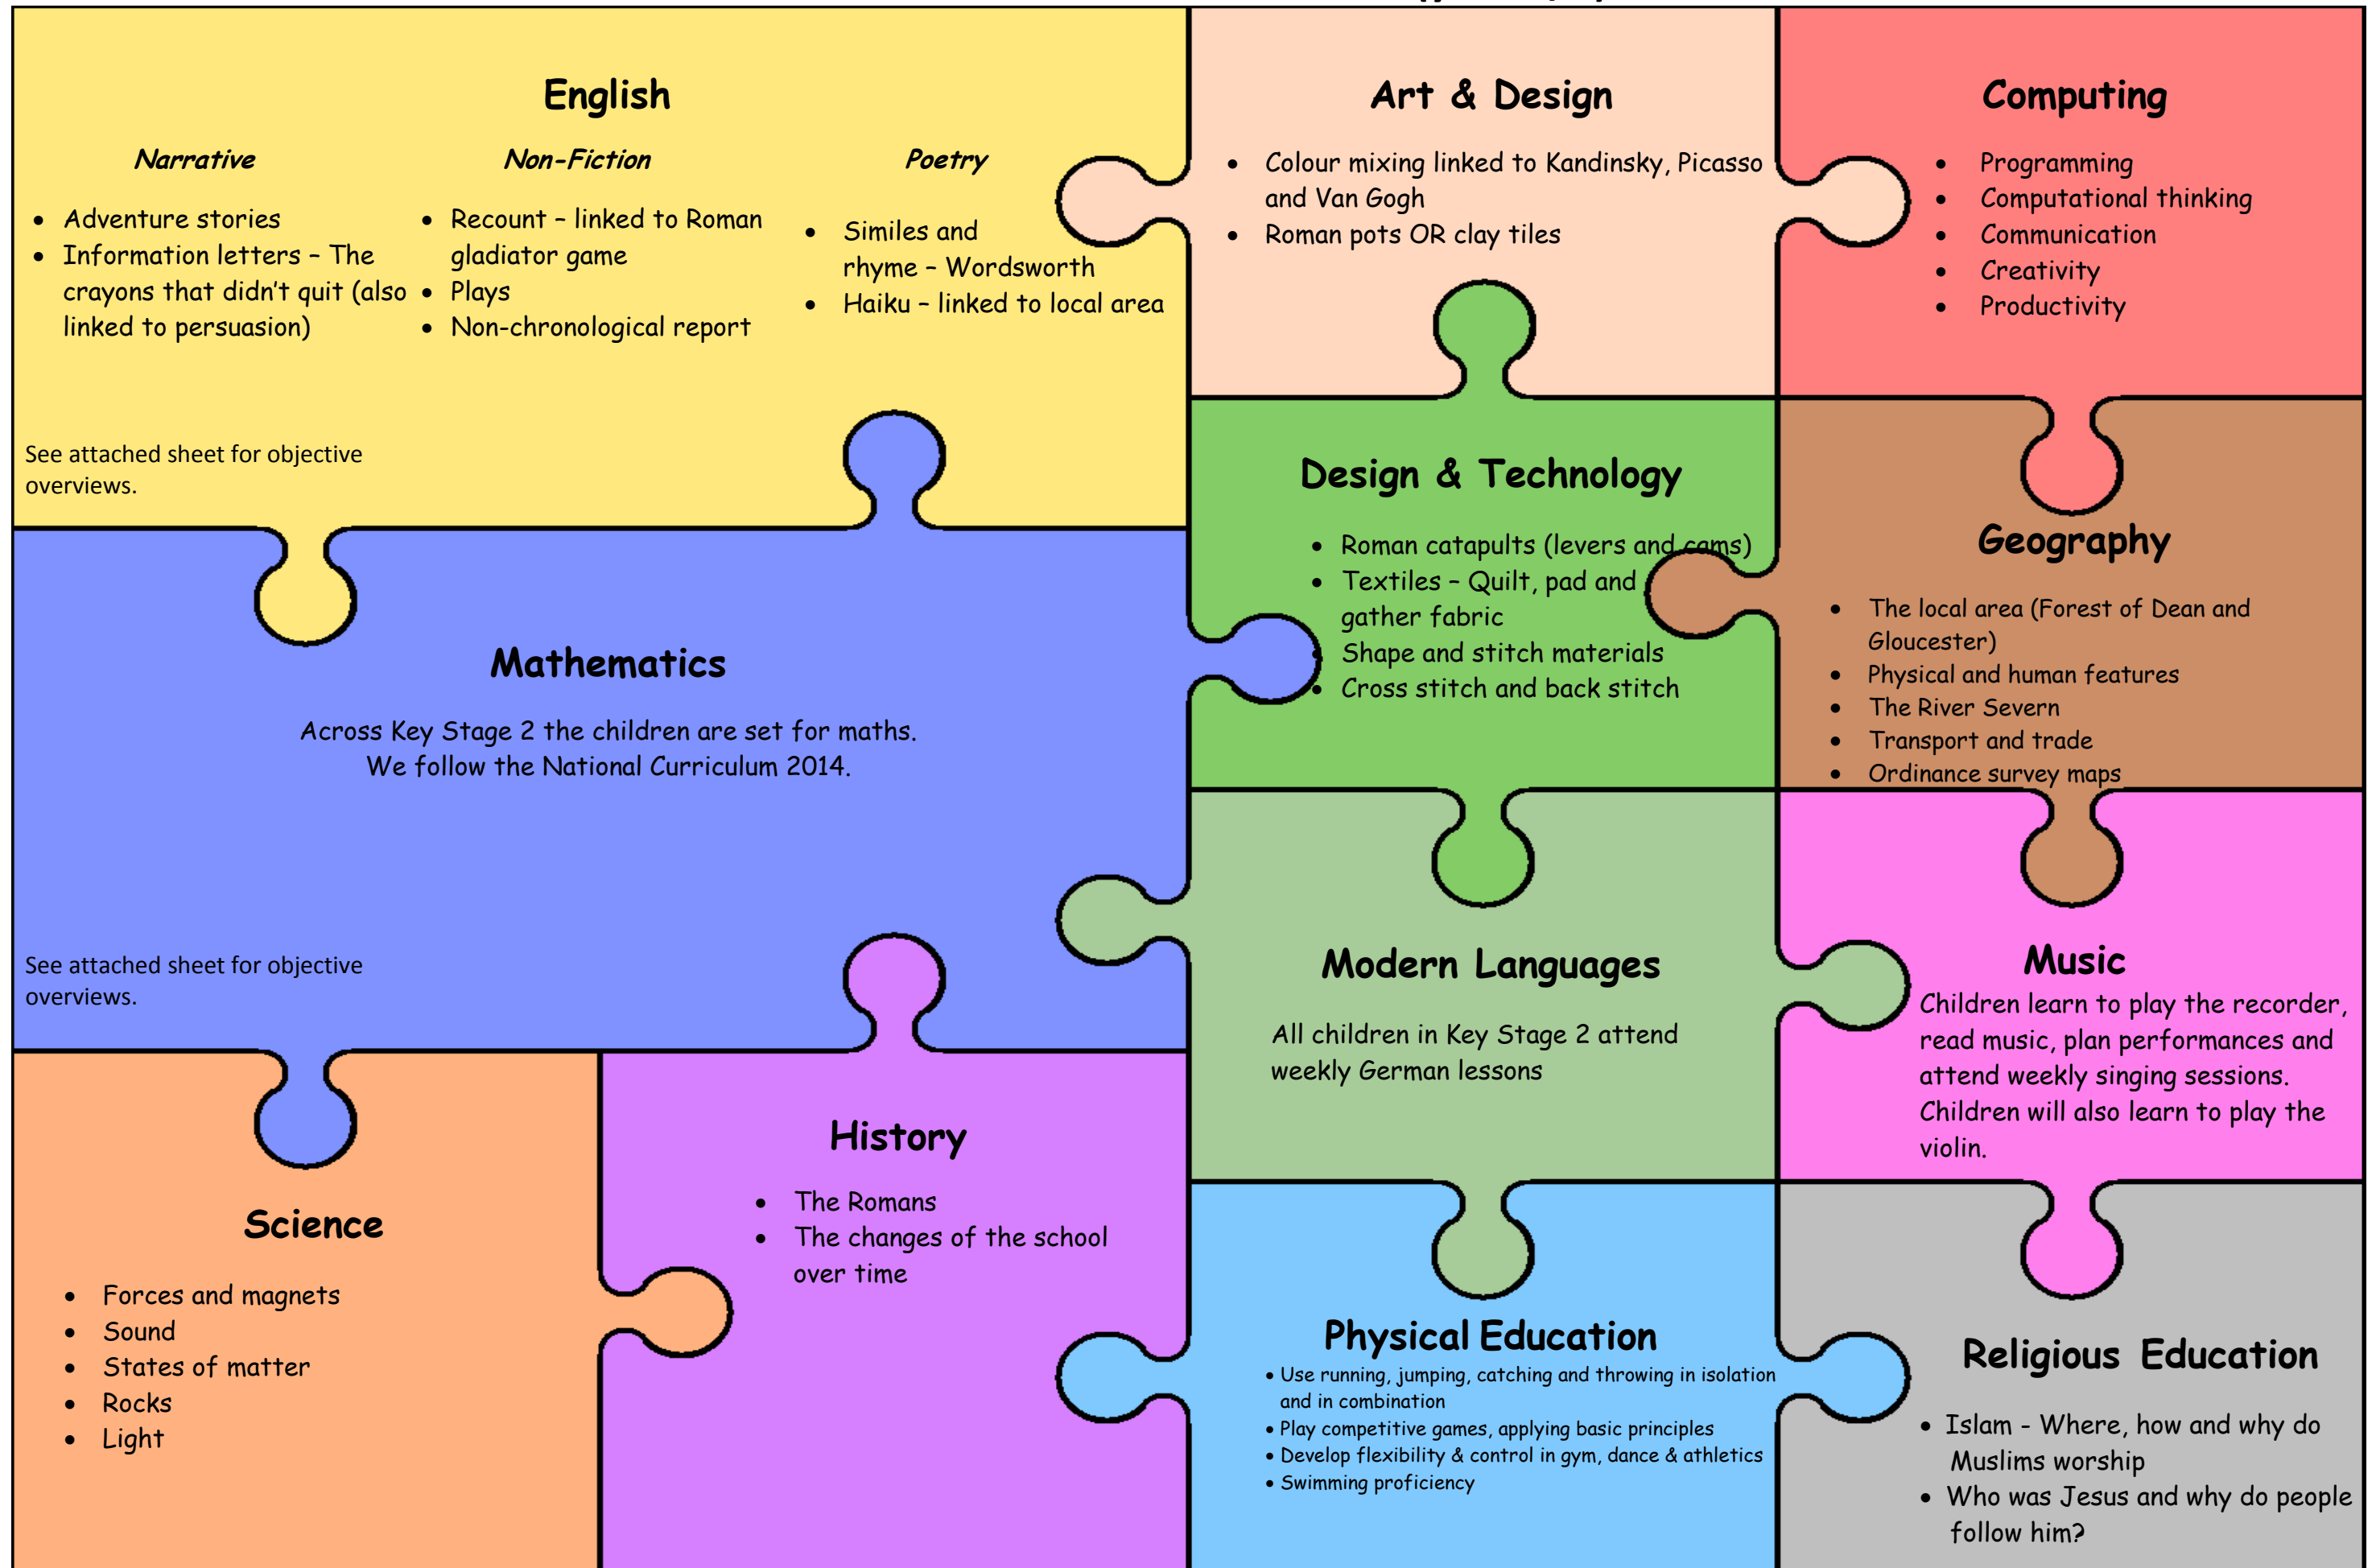 English
Narrative
• Adventure stories
• Information letters – The
crayons that didn't quit (also
linked to persuasion)
Non-Fiction
• Recount – linked to Roman
gladiator game
• Plays
• Non-chronological report
Poetry
• Similes and
rhyme – Wordsworth
• Haiku – linked to local area
See attached sheet for objective
overviews.
Art & Design
• Colour mixing linked to Kandinsky, Picasso
and Van Gogh
• Roman pots OR clay tiles
Computing
• Programming
• Computational thinking
• Communication
• Creativity
• Productivity
Design & Technology
• Roman catapults (levers and cams)
• Textiles – Quilt, pad and
gather fabric
• Shape and stitch materials
• Cross stitch and back stitch
Geography
• The local area (Forest of Dean and
Gloucester)
• Physical and human features
• The River Severn
• Transport and trade
• Ordinance survey maps
Mathematics
Across Key Stage 2 the children are set for maths.
We follow the National Curriculum 2014.
See attached sheet for objective
overviews.
Modern Languages
All children in Key Stage 2 attend
weekly German lessons
Music
Children learn to play the recorder,
read music, plan performances and
attend weekly singing sessions.
Children will also learn to play the
violin.
Science
• Forces and magnets
• Sound
• States of matter
• Rocks
• Light
History
• The Romans
• The changes of the school
over time
Physical Education
• Use running, jumping, catching and throwing in isolation
and in combination
• Play competitive games, applying basic principles
• Develop flexibility & control in gym, dance & athletics
• Swimming proficiency
Religious Education
• Islam - Where, how and why do
Muslims worship
• Who was Jesus and why do people
follow him?